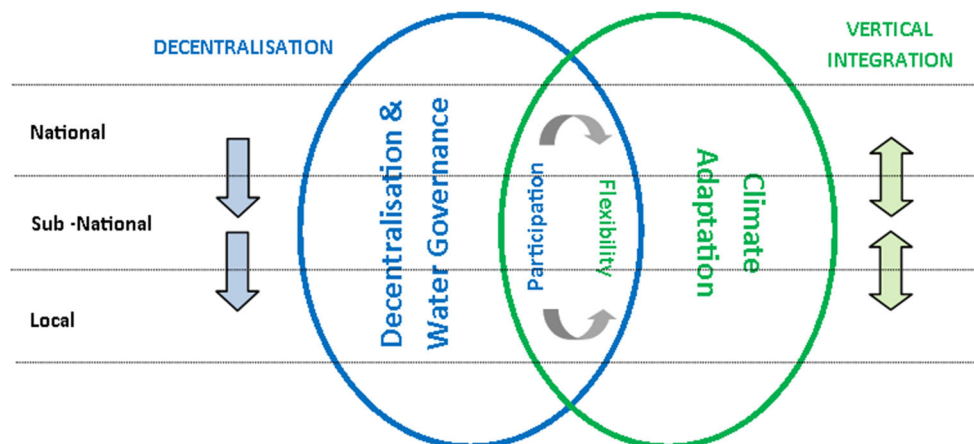 DECENTRALISATION
VERTICAL
INTEGRATION
National
Sub -National
Local
Decentralisation &
Water Governance
Participation
Flexibility
Climate
Adaptation